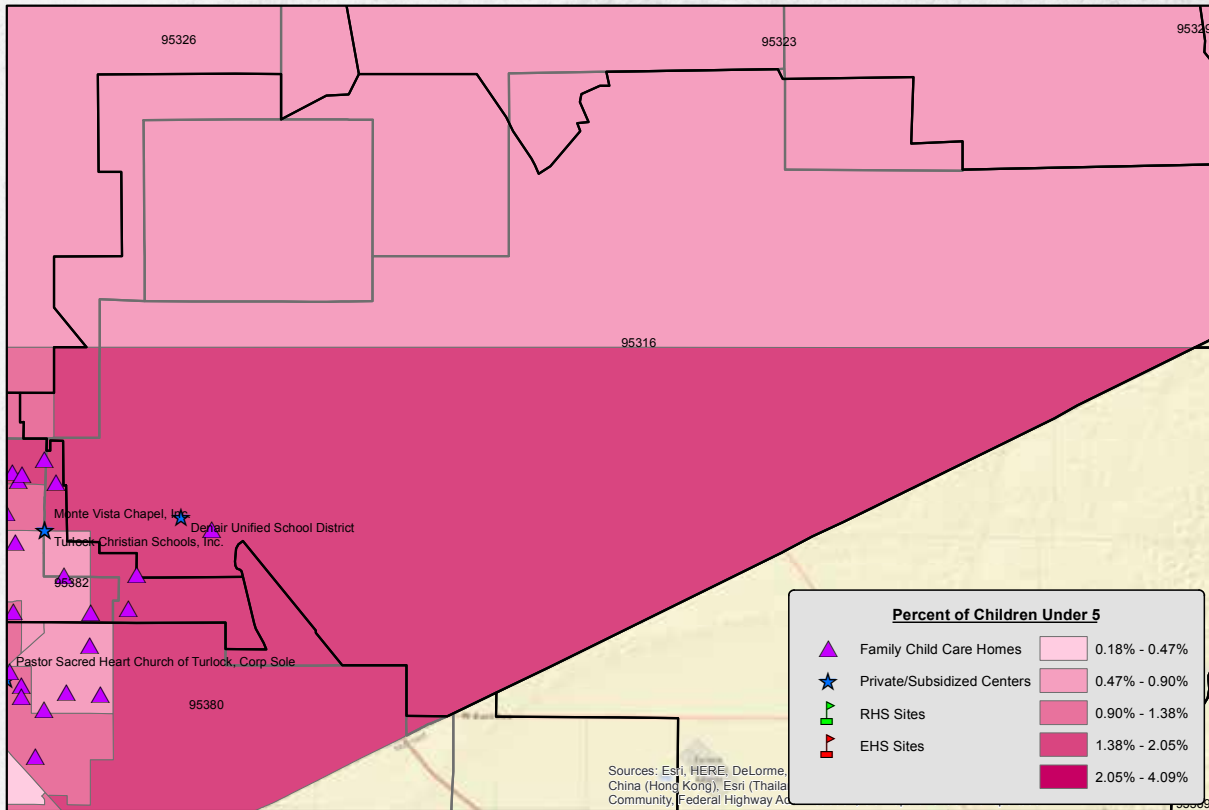 95326
95323
95329
95316
Monte Vista Chapel, Inc.
Denair Unified School District
Turlock Christian Schools, Inc.
95382
Pastor Sacred Heart Church of Turlock, Corp Sole
95380
Percent of Children Under 5
Family Child Care Homes
Private/Subsidized Centers
RHS Sites
EHS Sites
0.18% - 0.47%
0.47% - 0.90%
0.90% - 1.38%
1.38% - 2.05%
2.05% - 4.09%
Sources: Esri, HERE, DeLorme,
China (Hong Kong), Esri
Community, Federal Highway